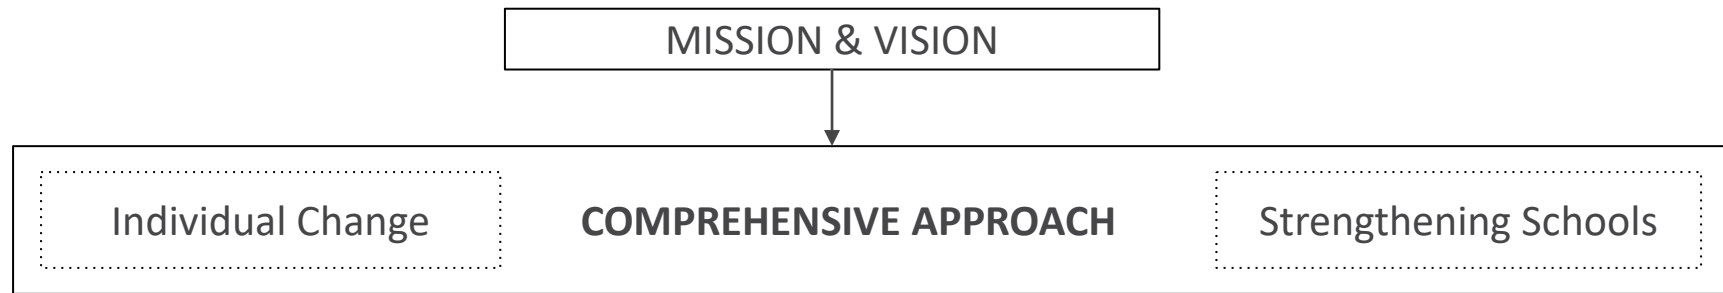 MISSION & VISION
Individual Change
COMPREHENSIVE APPROACH
Strengthening Schools